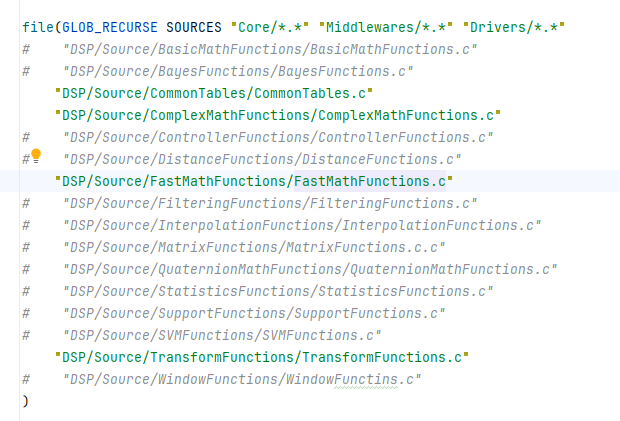 file(GLOB_RECURSE SOURCES "Core/*.*" "Middlewares/*.*" "Drivers/*.*"
#    "DSP/Source/BasicMathFunctions/BasicMathFunctions.c"
#    "DSP/Source/BayesFunctions/BayesFunctions.c"
    "DSP/Source/CommonTables/CommonTables.c"
    "DSP/Source/ComplexMathFunctions/ComplexMathFunctions.c"
#    "DSP/Source/ControllerFunctions/ControllerFunctions.c"
#    "DSP/Source/DistanceFunctions/DistanceFunctions.c"
    "DSP/Source/FastMathFunctions/FastMathFunctions.c"
#    "DSP/Source/FilteringFunctions/FilteringFunctions.c"
#    "DSP/Source/InterpolationFunctions/InterpolationFunctions.c"
#    "DSP/Source/MatrixFunctions/MatrixFunctions.c.c"
#    "DSP/Source/QuaternionMathFunctions/QuaternionMathFunctions.c"
#    "DSP/Source/StatisticsFunctions/StatisticsFunctions.c"
#    "DSP/Source/SupportFunctions/SupportFunctions.c"
#    "DSP/Source/SVMFunctions/SVMFunctions.c"
    "DSP/Source/TransformFunctions/TransformFunctions.c"
#    "DSP/Source/WindowFunctions/WindowFunctins.c"
)